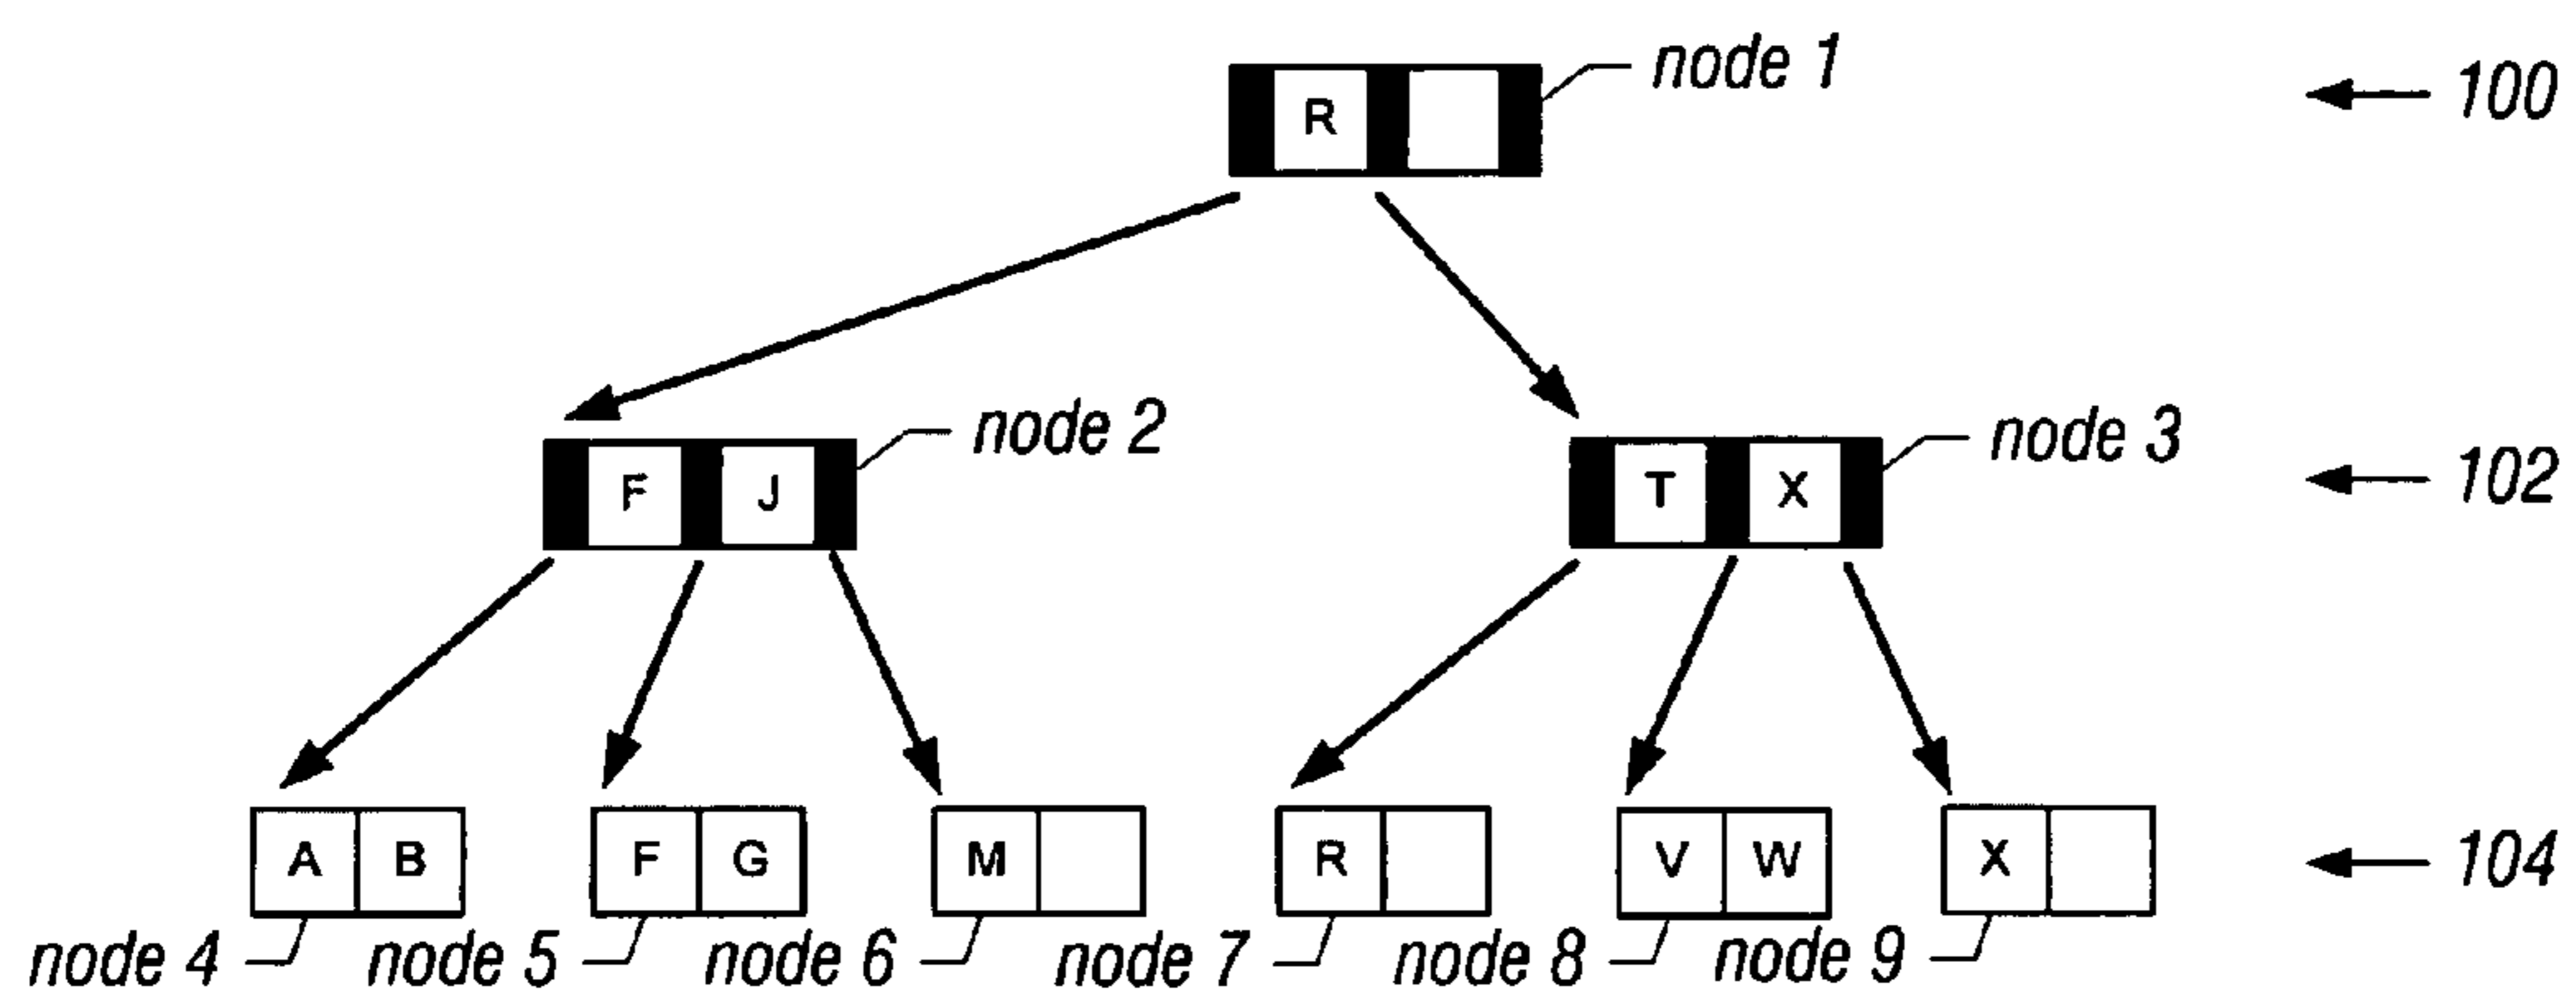 R node 1 100
F J node 2 T X node 3 102
A B F G M R V W X 104
node 4 node 5 node 6 node 7 node 8 node 9